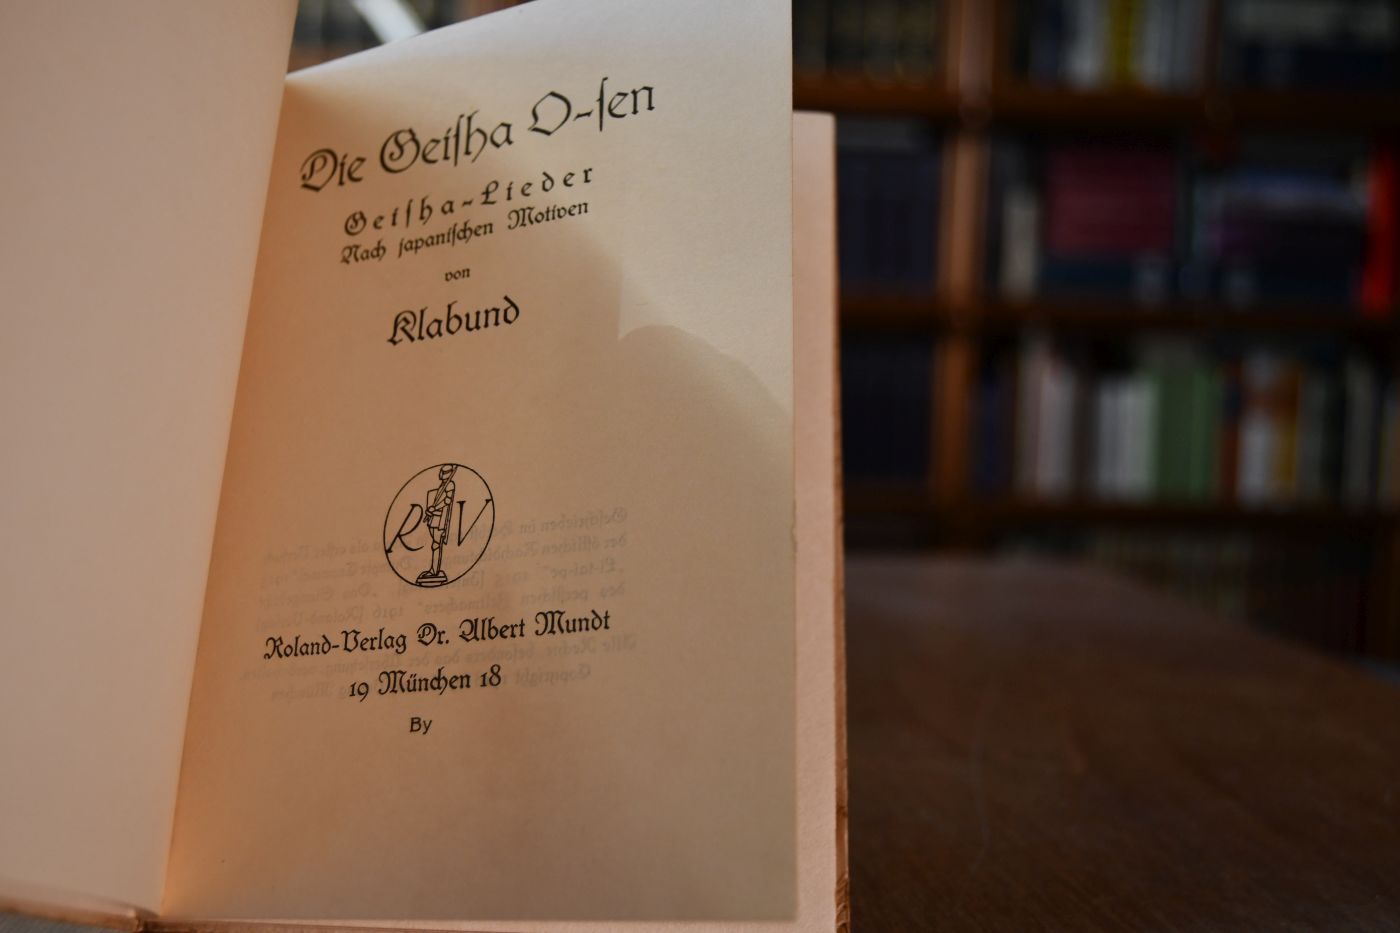 Die Geiſha O-ſen
Geiſha-Lieder
Nach japaniſchen Motiven
von
Klabund
R V
Roland-Verlag Dr. Albert Mundt
19 München 18
By